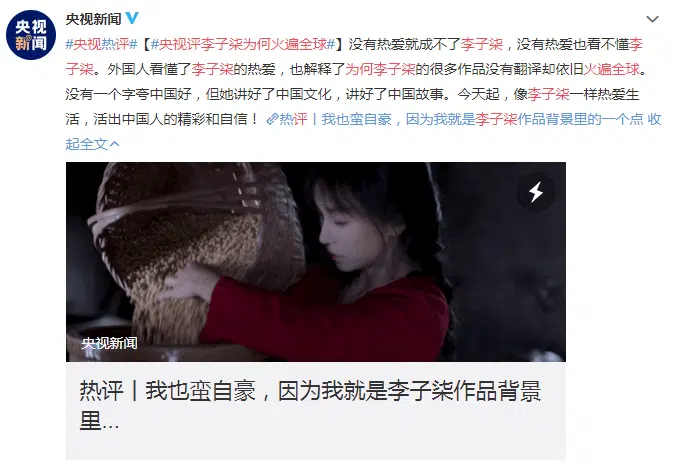 央视新闻
央视新闻
#央视热评#【#央视评李子柒为何火遍全球#】没有热爱就成不了李子柒，没有热爱也看不懂李
子柒。外国人看懂了李子柒的热爱，也解释了为何李子柒的很多作品没有翻译却依旧火遍全球。
没有一个字夸中国好，但她讲好了中国文化，讲好了中国故事。今天起，像李子柒一样热爱生
活，活出中国人的精彩和自信！热评丨我也蛮自豪，因为我就是李子柒作品背景里的一个点 收
起全文
央视新闻
热评丨我也蛮自豪，因为我就是李子柒作品背景
里...